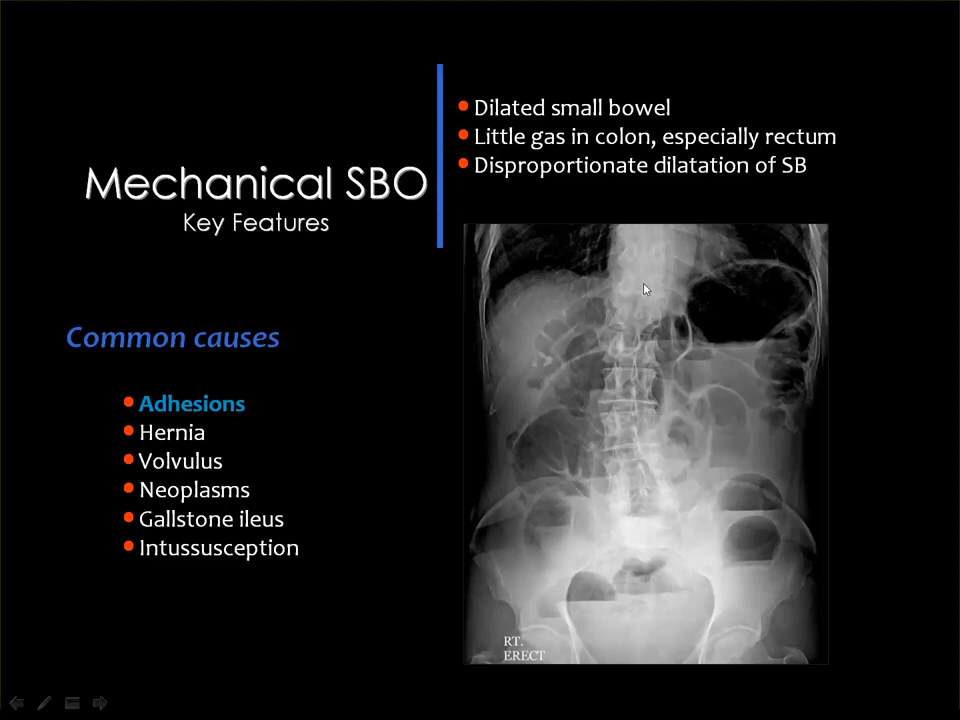 Mechanical SBO
Key Features
Dilated small bowel
Little gas in colon, especially rectum
Disproportionate dilatation of SB
Common causes
Adhesions
Hernia
Volvulus
Neoplasms
Gallstone ileus
Intussusception
RT.
ERECT